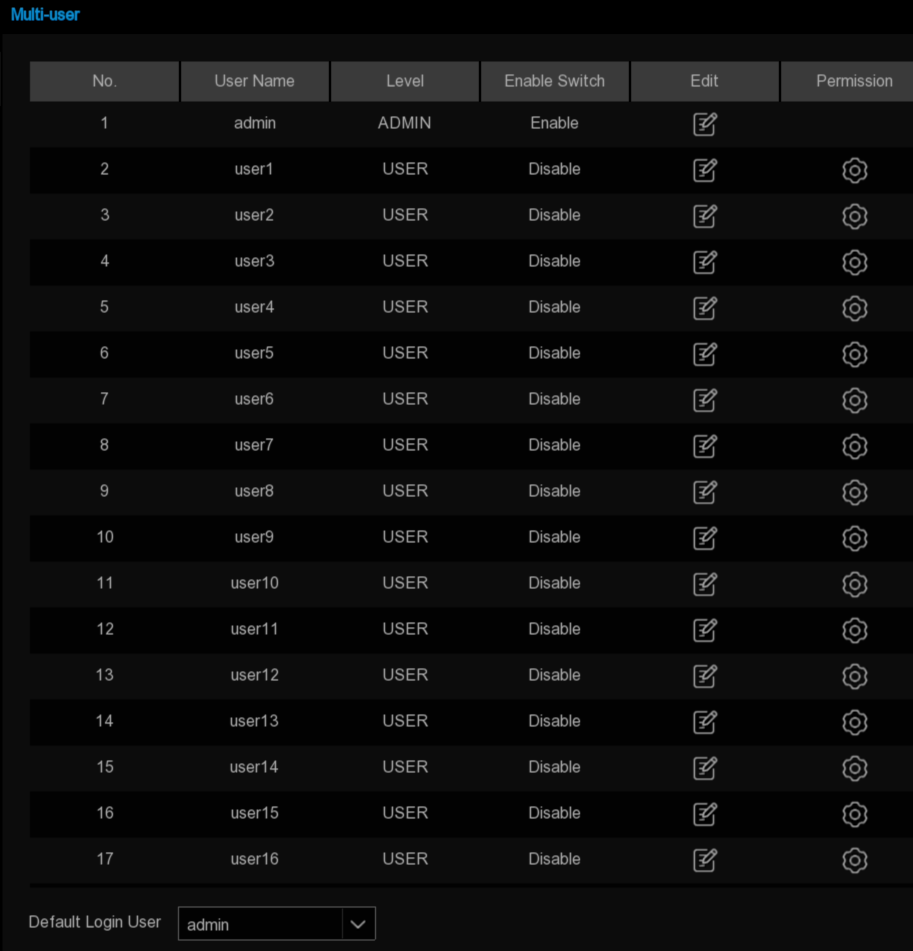 Multi-user
No. User Name Level Enable Switch Edit Permission
1 admin ADMIN Enable
2 user1 USER Disable
3 user2 USER Disable
4 user3 USER Disable
5 user4 USER Disable
6 user5 USER Disable
7 user6 USER Disable
8 user7 USER Disable
9 user8 USER Disable
10 user9 USER Disable
11 user10 USER Disable
12 user11 USER Disable
13 user12 USER Disable
14 user13 USER Disable
15 user14 USER Disable
16 user15 USER Disable
17 user16 USER Disable
Default Login User admin